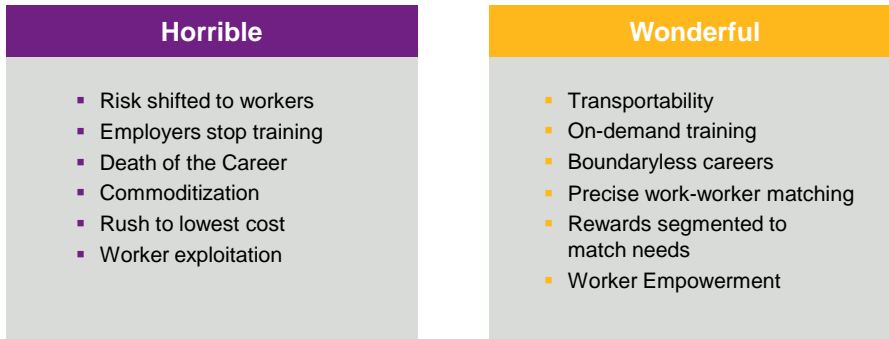 Horrible
▪ Risk shifted to workers
▪ Employers stop training
▪ Death of the Career
▪ Commoditization
▪ Rush to lowest cost
▪ Worker exploitation
Wonderful
▪ Transportability
▪ On-demand training
▪ Boundaryless careers
▪ Precise work-worker matching
▪ Rewards segmented to
match needs
▪ Worker Empowerment